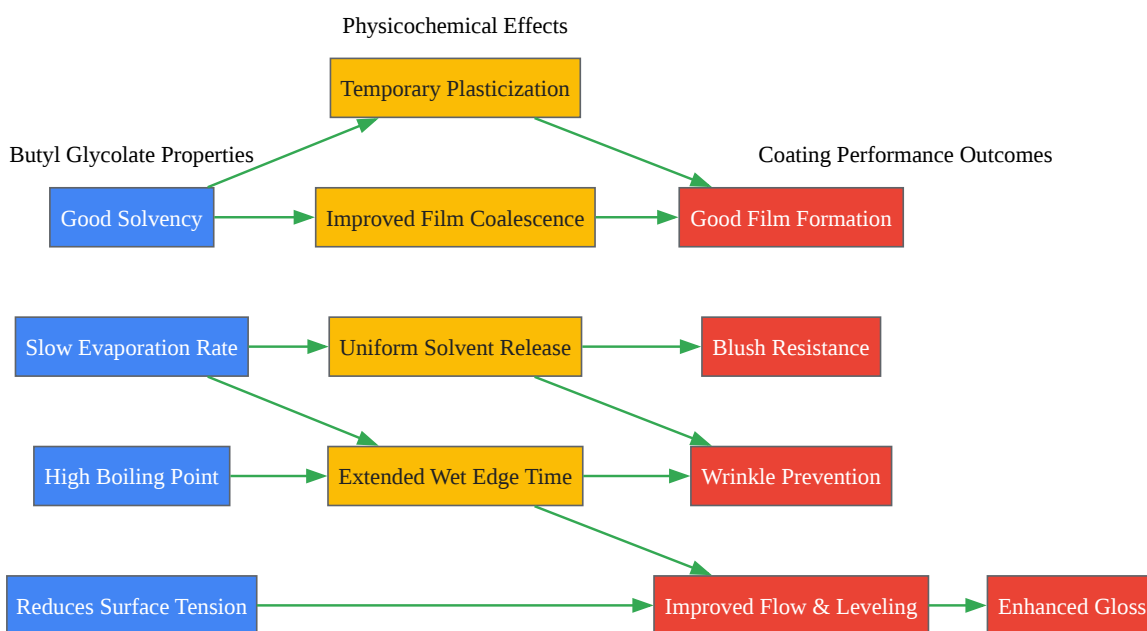 Physicochemical Effects
Temporary Plasticization
Butyl Glycolate Properties
Coating Performance Outcomes
Good Solvency
Improved Film Coalescence
Good Film Formation
Slow Evaporation Rate
Uniform Solvent Release
Blush Resistance
High Boiling Point
Extended Wet Edge Time
Wrinkle Prevention
Reduces Surface Tension
Improved Flow & Leveling
Enhanced Gloss